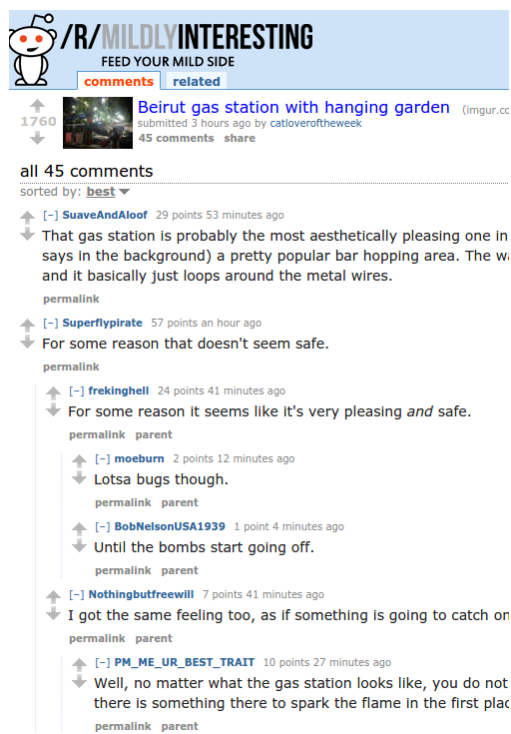 /R/MILDLYINTERESTING
FEED YOUR MILD SIDE
comments related
1760
Beirut gas station with hanging garden (imgur.co
submitted 3 hours ago by catloveroftheweek
45 comments share
all 45 comments
sorted by: best
[-] SuaveAndAloof 29 points 53 minutes ago
That gas station is probably the most aesthetically pleasing one in
says in the background) a pretty popular bar hopping area. The wa
and it basically just loops around the metal wires.
permalink
[-] Superflypirate 57 points an hour ago
For some reason that doesn't seem safe.
permalink
[-] frekinghell 24 points 41 minutes ago
For some reason it seems like it's very pleasing and safe.
permalink parent
[-] moeburn 2 points 12 minutes ago
Lotsa bugs though.
permalink parent
[-] BobNelsonUSA1939 1 point 4 minutes ago
Until the bombs start going off.
permalink parent
[-] Nothingbutfreewill 7 points 41 minutes ago
I got the same feeling too, as if something is going to catch on
permalink parent
[-] PM_ME_UR_BEST_TRAIT 10 points 27 minutes ago
Well, no matter what the gas station looks like, you do not
there is something there to spark the flame in the first plac
permalink parent